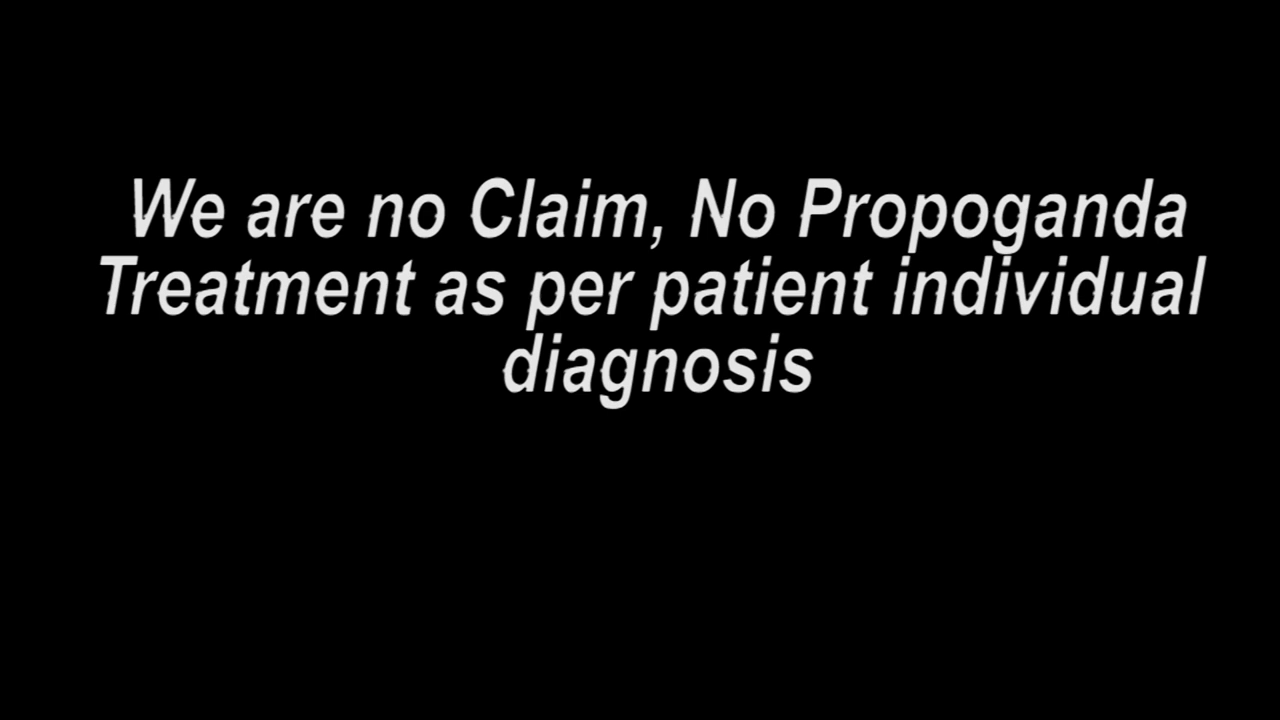 We are no Claim, No Propoganda
Treatment as per patient individual
diagnosis